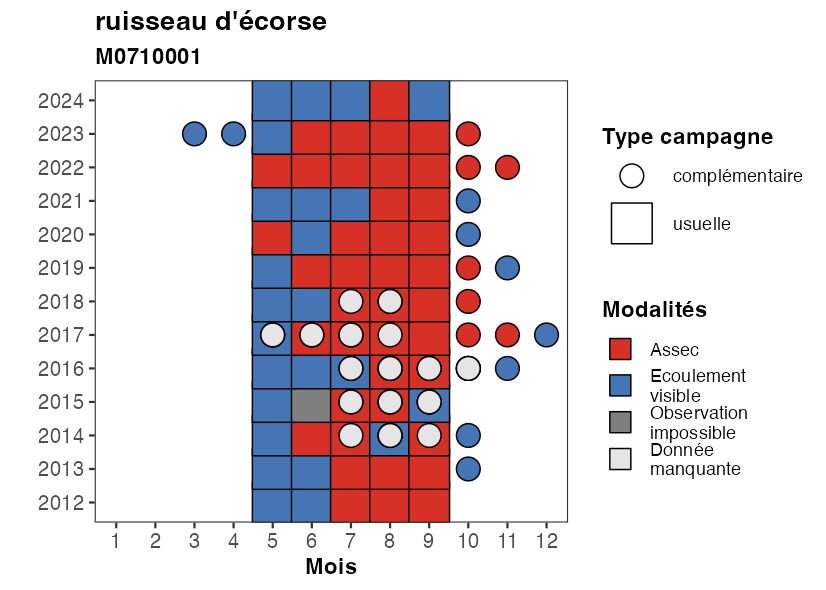 ruisseau d'écorse
M0710001
2024
2023
2022
2021
2020
2019
2018
2017
2016
2015
2014
2013
2012
1 2 3 4 5 6 7 8 9 10 11 12
Mois
Type campagne
complémentaire
usuelle
Modalités
Assec
Ecoulement
visible
Observation
impossible
Donnée
manquante